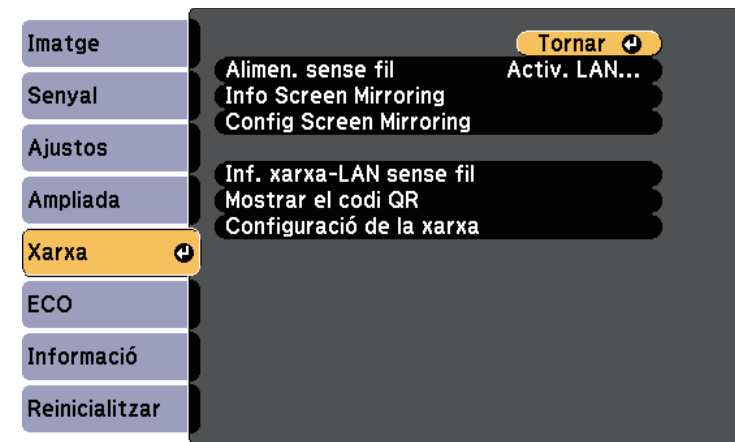 Imatge
Senyal
Ajustos
Ampliada
Xarxa
ECO
Informació
Reinicialitzar
Tornar
Alimen. sense fil Activ. LAN...
Info Screen Mirroring
Config Screen Mirroring
Inf. xarxa-LAN sense fil
Mostrar el codi QR
Configuració de la xarxa